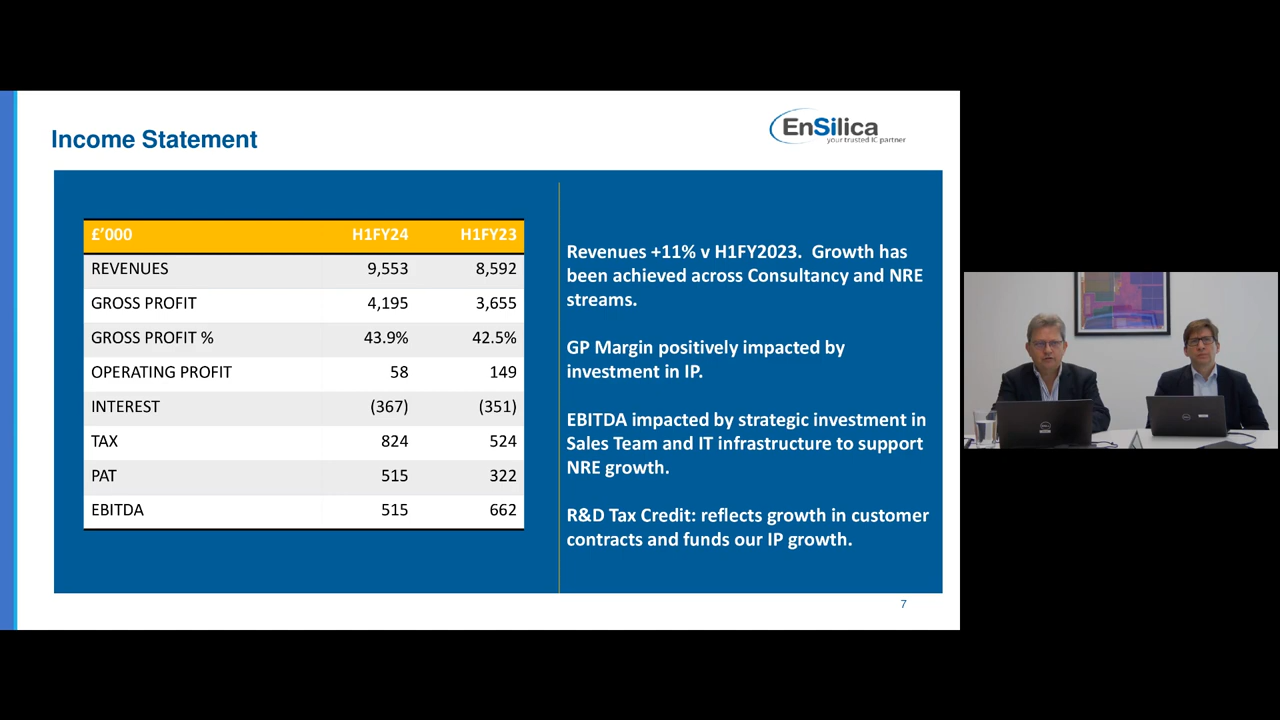 Income Statement
EnSilica
your trusted IC partner
£'000 H1FY24 H1FY23
REVENUES 9,553 8,592
GROSS PROFIT 4,195 3,655
GROSS PROFIT % 43.9% 42.5%
OPERATING PROFIT 58 149
INTEREST (367) (351)
TAX 824 524
PAT 515 322
EBITDA 515 662
Revenues +11% v H1FY2023. Growth has
been achieved across Consultancy and NRE
streams.
GP Margin positively impacted by
investment in IP.
EBITDA impacted by strategic investment in
Sales Team and IT infrastructure to support
NRE growth.
R&D Tax Credit: reflects growth in customer
contracts and funds our IP growth.
7